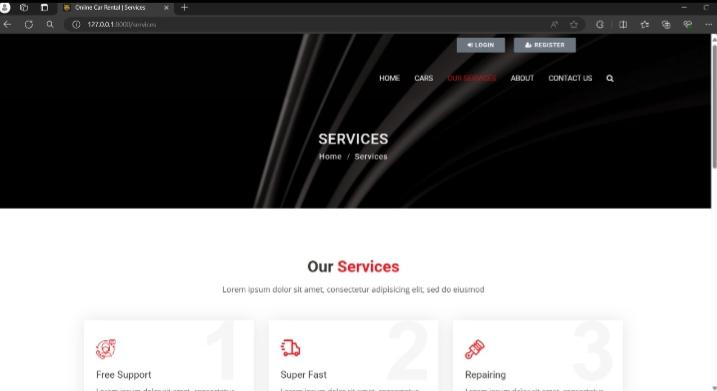 Online Car Rental | Services
127.0.0.1:8000/services
LOGIN REGISTER
HOME CARS OUR SERVICES ABOUT CONTACT US
SERVICES
Home / Services
Our Services
Lorem ipsum dolor sit amet, consectetur adipisicing elit, sed do eiusmod
1 2 3
Free Support Super Fast Repairing